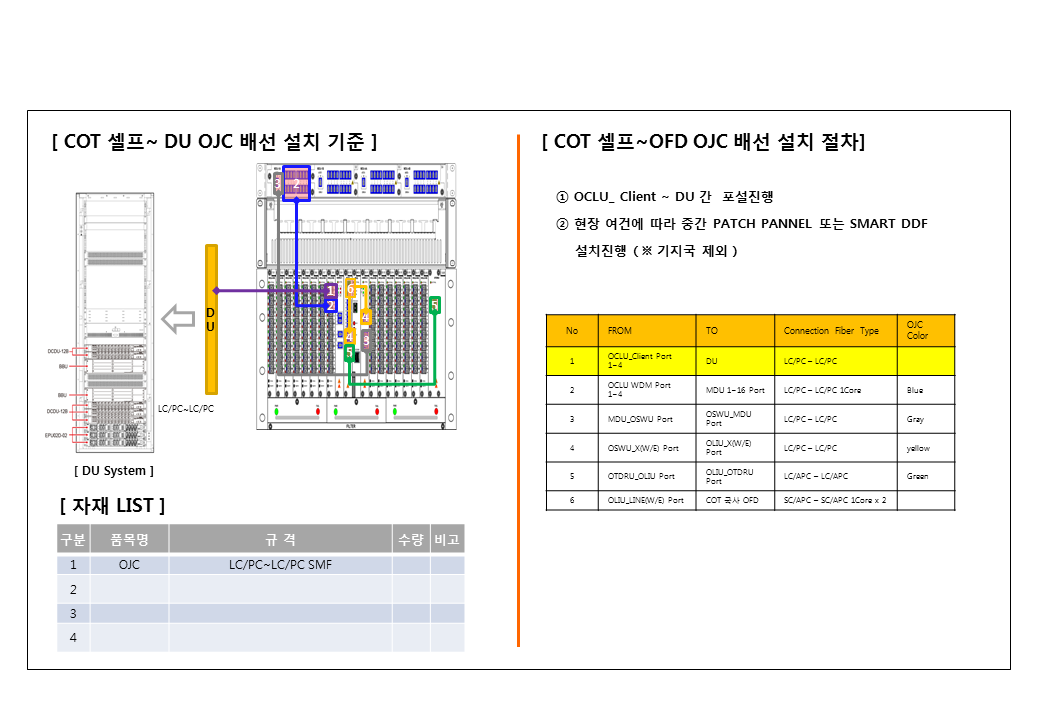 [ COT 셀프~ DU OJC 배선 설치 기준 ]
3
2
1
2
6
4
4
3
5
5
D
U
LC/PC~LC/PC
DCDU-12B
BBU
BBU
DCDU-12B
EPU02D-02
[ DU System ]
FILTER
[ 자재 LIST ]
구분 품목명 규 격 수량 비고
1 OJC LC/PC~LC/PC SMF
2
3
4
[ COT 셀프~OFD OJC 배선 설치 절차]
① OCLU_ Client ~ DU 간 포설진행
② 현장 여건에 따라 중간 PATCH PANNEL 또는 SMART DDF
설치진행 ( ※ 기지국 제외 )
No FROM TO Connection Fiber Type OJC Color
1 OCLU_Client Port 1~4 DU LC/PC – LC/PC
2 OCLU WDM Port 1~4 MDU 1~16 Port LC/PC – LC/PC 1Core Blue
3 MDU_OSWU Port OSWU_MDU Port LC/PC – LC/PC Gray
4 OSWU_X(W/E) Port OLIU_X(W/E) Port LC/PC – LC/PC yellow
5 OTDRU_OLIU Port OLIU_OTDRU Port LC/APC – LC/APC Green
6 OLIU_LINE(W/E) Port COT 국사 OFD SC/APC – SC/APC 1Core x 2